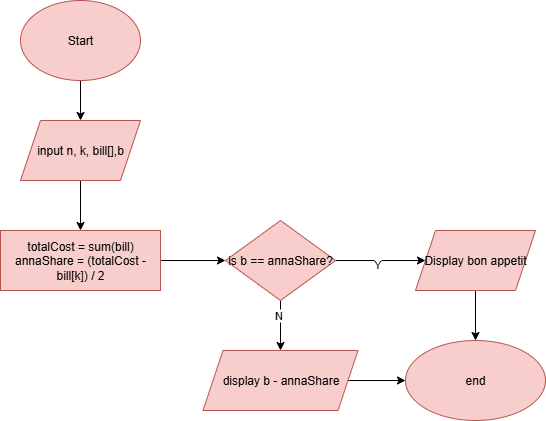 Start
input n, k, bill[],b
totalCost = sum(bill)
annaShare = (totalCost -
bill[k]) / 2
is b == annaShare?
Y
Display bon appetit
N
display b - annaShare
end